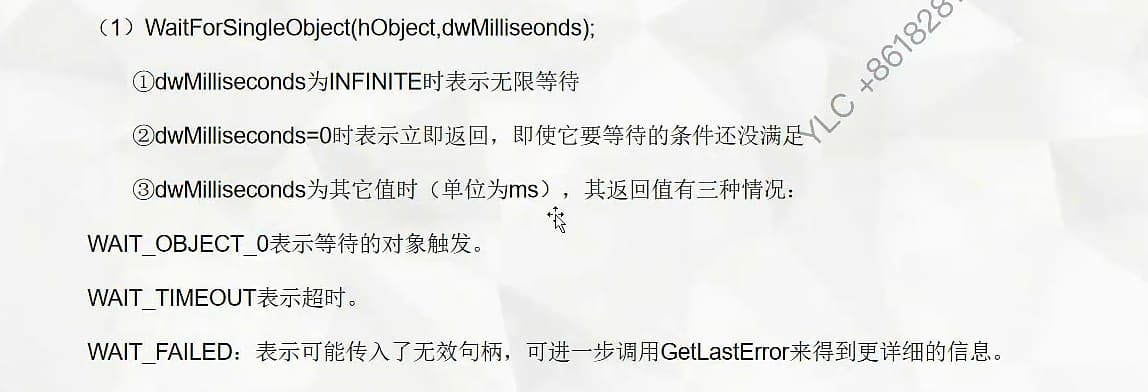 （1）WaitForSingleObject(hObject,dwMilliseonds);
①dwMilliseconds为INFINITE时表示无限等待
②dwMilliseconds=0时表示立即返回，即使它要等待的条件还没满足
③dwMilliseconds为其它值时（单位为ms），其返回值有三种情况：
WAIT_OBJECT_0表示等待的对象触发。
WAIT_TIMEOUT表示超时。
WAIT_FAILED：表示可能传入了无效句柄，可进一步调用GetLastError来得到更详细的信息。
YLC +861828